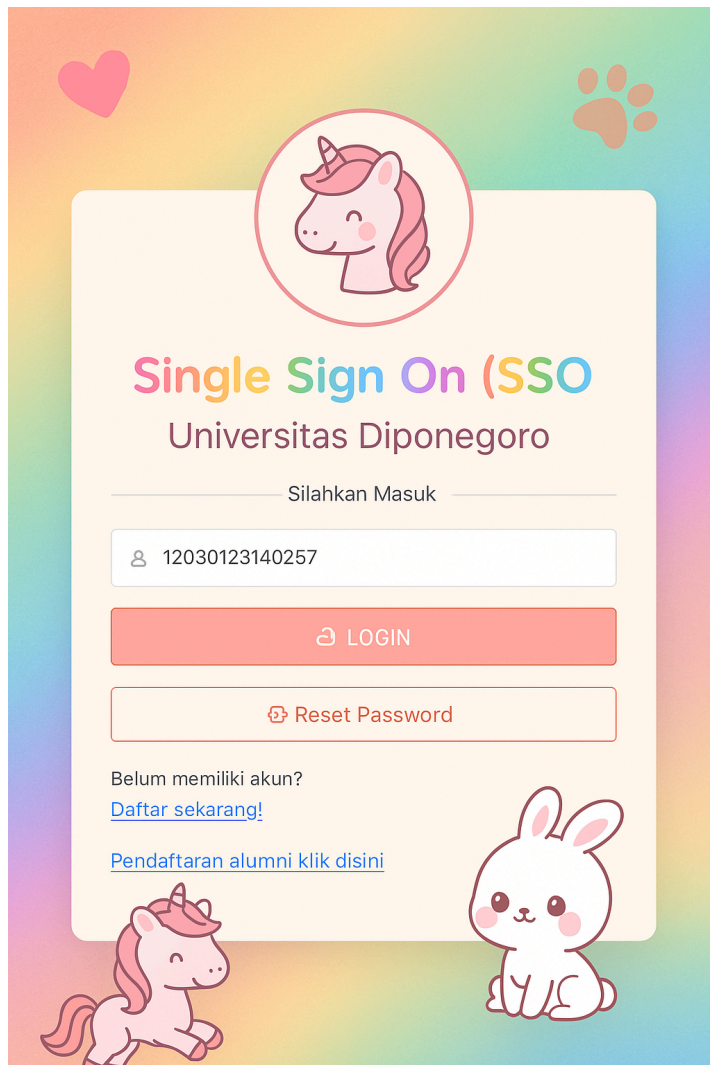 Single Sign On (SSO
Universitas Diponegoro
Silahkan Masuk
12030123140257
LOGIN
Reset Password
Belum memiliki akun?
Daftar sekarang!
Pendaftaran alumni klik disini